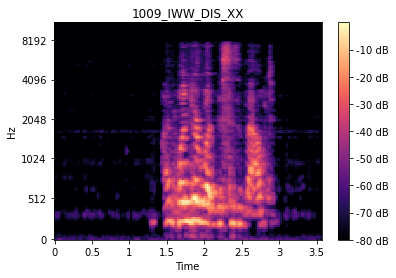 1009_IWW_DIS_XX
8192
4096
2048
1024
512
0
Hz
0 0.5 1 1.5 2 2.5 3 3.5
Time
-10 dB
-20 dB
-30 dB
-40 dB
-50 dB
-60 dB
-70 dB
-80 dB